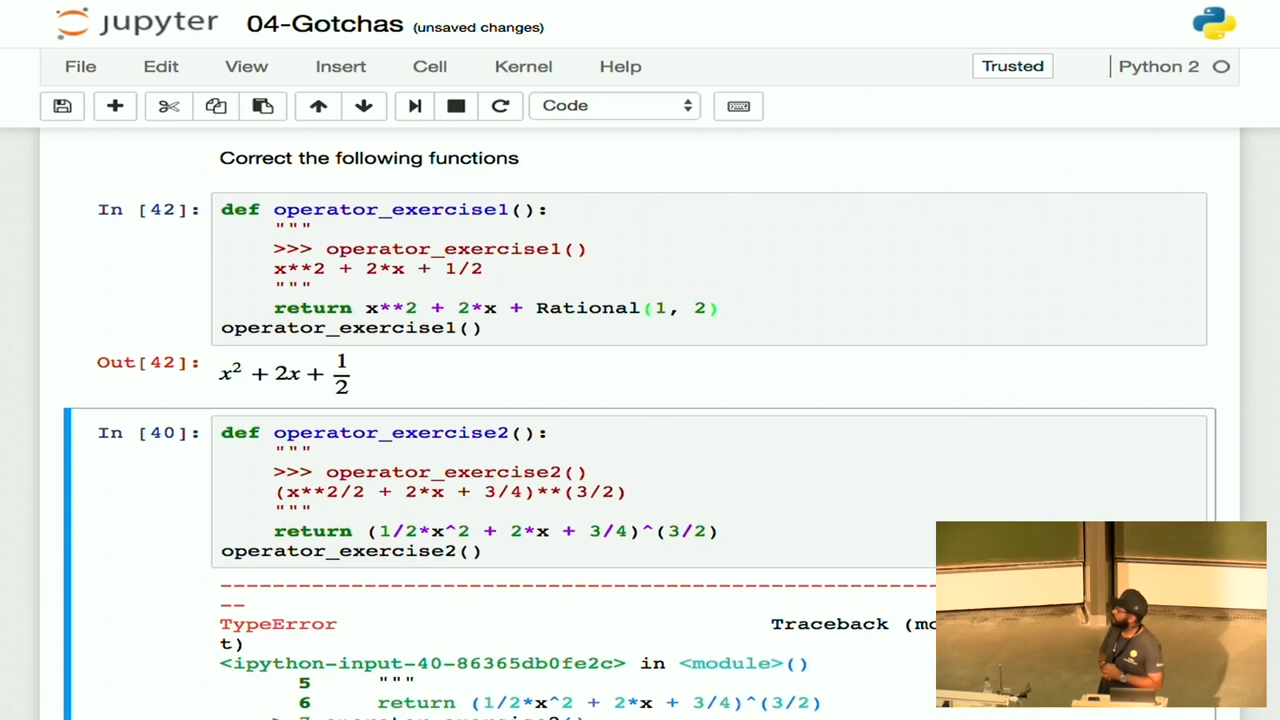 jupyter 04-Gotchas (unsaved changes)
File Edit View Insert Cell Kernel Help Trusted Python 2
Code
Correct the following functions
In [42]: def operator_exercise1():
"""
>>> operator_exercise1()
x**2 + 2*x + 1/2
"""
return x**2 + 2*x + Rational(1, 2)
operator_exercise1()
Out[42]: x² + 2x + 1/2
In [40]: def operator_exercise2():
"""
>>> operator_exercise2()
(x**2/2 + 2*x + 3/4)**(3/2)
"""
return (1/2*x^2 + 2*x + 3/4)^(3/2)
operator_exercise2()
-------------------------------------------------------
--
TypeError Traceback (mo
t)
<ipython-input-40-86365db0fe2c> in <module>()
5 """
6 return (1/2*x^2 + 2*x + 3/4)^(3/2)